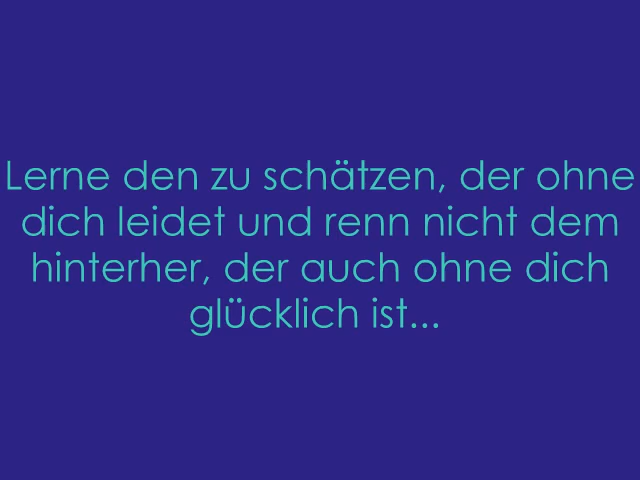 Lerne den zu schätzen, der ohne
dich leidet und renn nicht dem
hinterher, der auch ohne dich
glücklich ist...